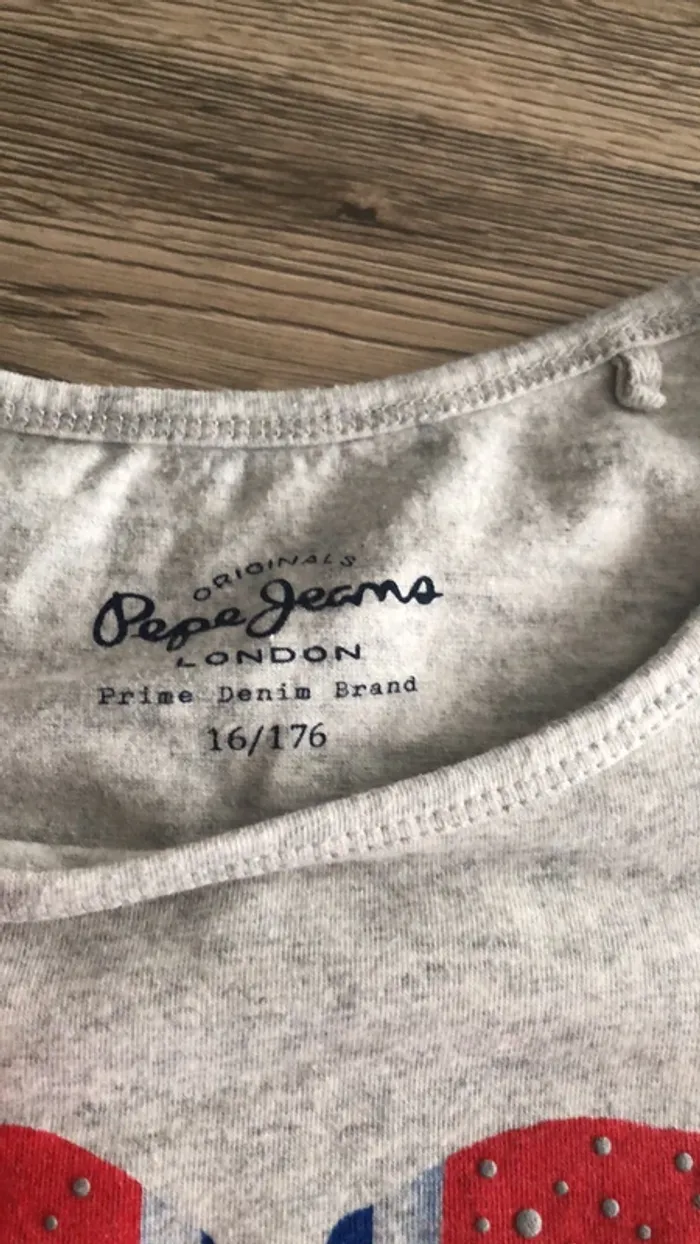 ORIGINALS
Pepe Jeans
LONDON
Prime Denim Brand
16/176